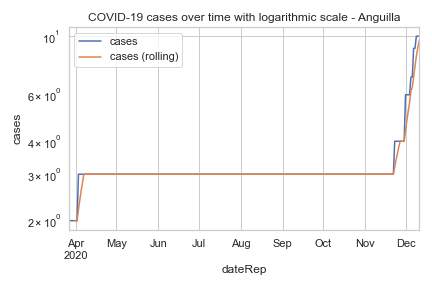 COVID-19 cases over time with logarithmic scale - Anguilla
cases
cases (rolling)
10¹
6 × 10⁰
4 × 10⁰
3 × 10⁰
2 × 10⁰
cases
Apr May Jun Jul Aug Sep Oct Nov Dec
2020
dateRep